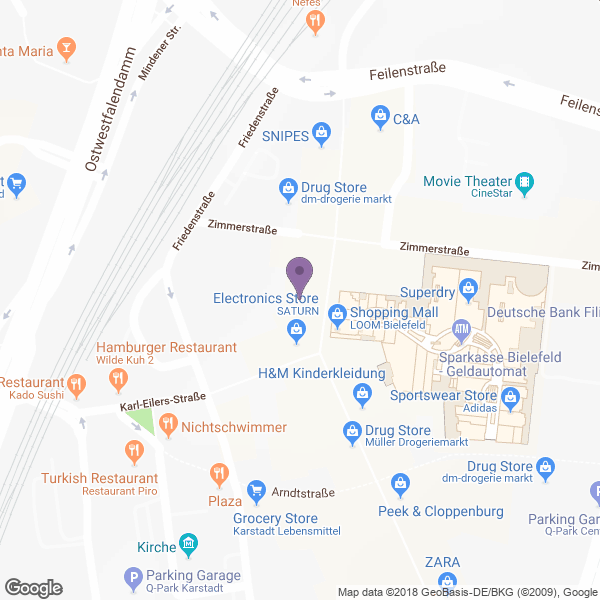 Nefes
nta Maria
Mindener Str.
Ostwestfalendamm
Feilenstraße
Feilens
Friedenstraße
C&A
SNIPES
t
d
Movie Theater
CineStar
Drug Store
dm-drogerie markt
Friedenstraße
Zimmerstraße
Zimmerstraße
Zim
Superdry
Electronics Store
SATURN
Shopping Mall
LOOM Bielefeld
Deutsche Bank Fili
ATM
Sparkasse Bielefeld
Geldautomat
Hamburger Restaurant
Wilde Kuh 2
H&M Kinderkleidung
Restaurant
Kado Sushi
Karl-Eilers-Straße
Sportswear Store
Adidas
Nichtschwimmer
Drug Store
Müller Drogeriemarkt
Turkish Restaurant
Restaurant Piro
Drug Store
dm-drogerie markt
Plaza
Arndtstraße
Grocery Store
Karstadt Lebensmittel
Peek & Cloppenburg
Parking Gara
Q-Park Cent
Kirche
Parking Garage
Q-Park Karstadt
ZARA
P
P
Google
Map data ©2018 GeoBasis-DE/BKG (©2009), Google